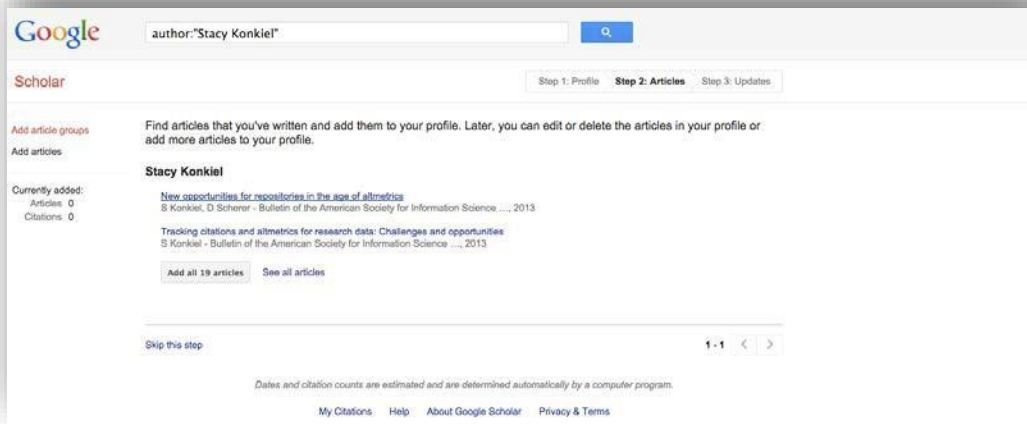 Google
author:"Stacy Konkiel"
Scholar
Step 1: Profile Step 2: Articles Step 3: Updates
Add article groups
Add articles
Currently added:
Articles 0
Citations 0
Find articles that you've written and add them to your profile. Later, you can edit or delete the articles in your profile or
add more articles to your profile.
Stacy Konkiel
New opportunities for repositories in the age of altmetrics
S Konkiel, D Scherer - Bulletin of the American Society for Information Science ..., 2013
Tracking citations and altmetrics for research data: Challenges and opportunities
S Konkiel - Bulletin of the American Society for Information Science ..., 2013
Add all 19 articles See all articles
Skip this step
1 - 1
Dates and citation counts are estimated and are determined automatically by a computer program.
My Citations Help About Google Scholar Privacy & Terms